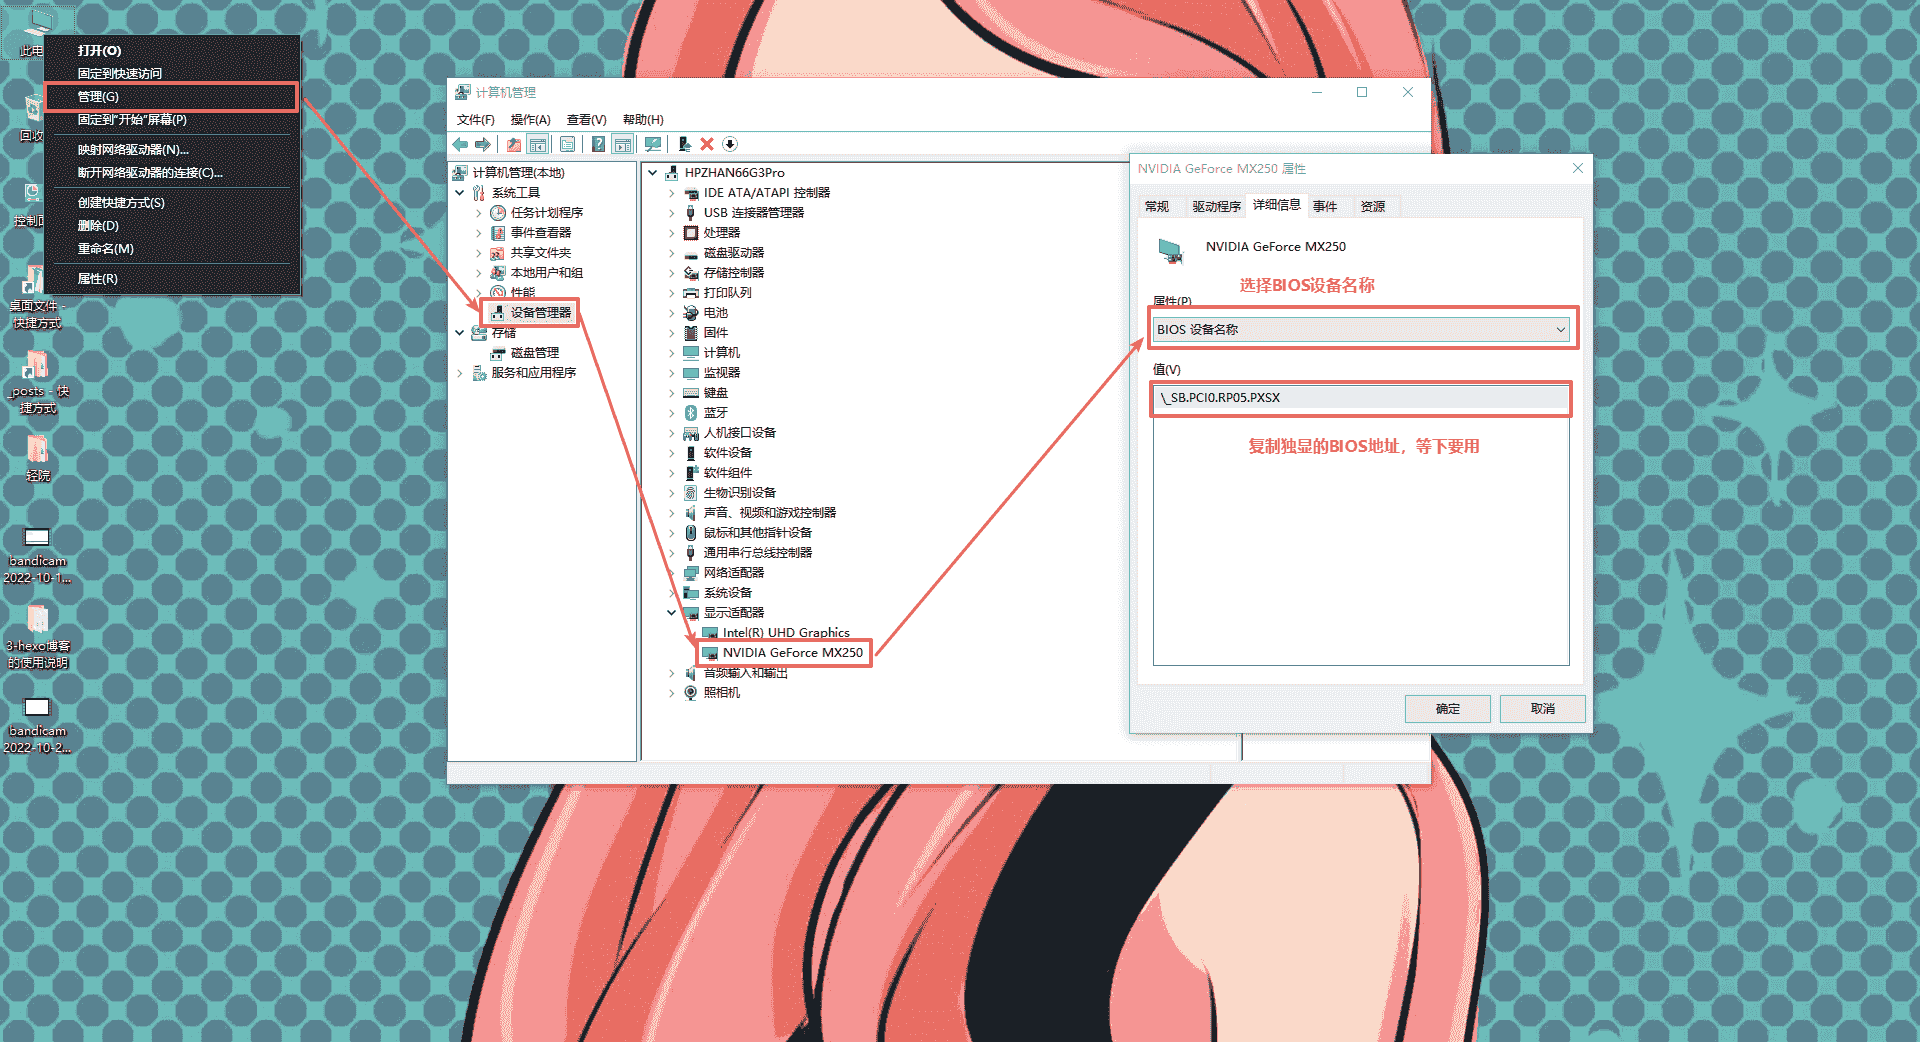 此电
打开(O)
固定到快速访问
管理(G)
固定到"开始"屏幕(P)
映射网络驱动器(N)...
断开网络驱动器的连接(C)...
创建快捷方式(S)
删除(D)
重命名(M)
属性(R)
回收
控制面
桌面文件 -
快捷方式
_posts - 快
捷方式
轻院
bandicam
2022-10-1...
3-hexo博客
的使用说明
bandicam
2022-10-2...
计算机管理
文件(F) 操作(A) 查看(V) 帮助(H)
计算机管理(本地)
系统工具
任务计划程序
事件查看器
共享文件夹
本地用户和组
性能
设备管理器
存储
磁盘管理
服务和应用程序
HPZHAN66G3Pro
IDE ATA/ATAPI 控制器
USB 连接器管理器
处理器
磁盘驱动器
存储控制器
打印队列
电池
固件
计算机
监视器
键盘
蓝牙
人机接口设备
软件设备
软件组件
生物识别设备
声音、视频和游戏控制器
鼠标和其他指针设备
通用串行总线控制器
网络适配器
系统设备
显示适配器
Intel(R) UHD Graphics
NVIDIA GeForce MX250
音频输入和输出
照相机
NVIDIA GeForce MX250 属性
常规 驱动程序 详细信息 事件 资源
NVIDIA GeForce MX250
选择BIOS设备名称
属性(P)
BIOS 设备名称
值(V)
\_SB.PCI0.RP05.PXSX
复制独显的BIOS地址，等下要用
确定 取消